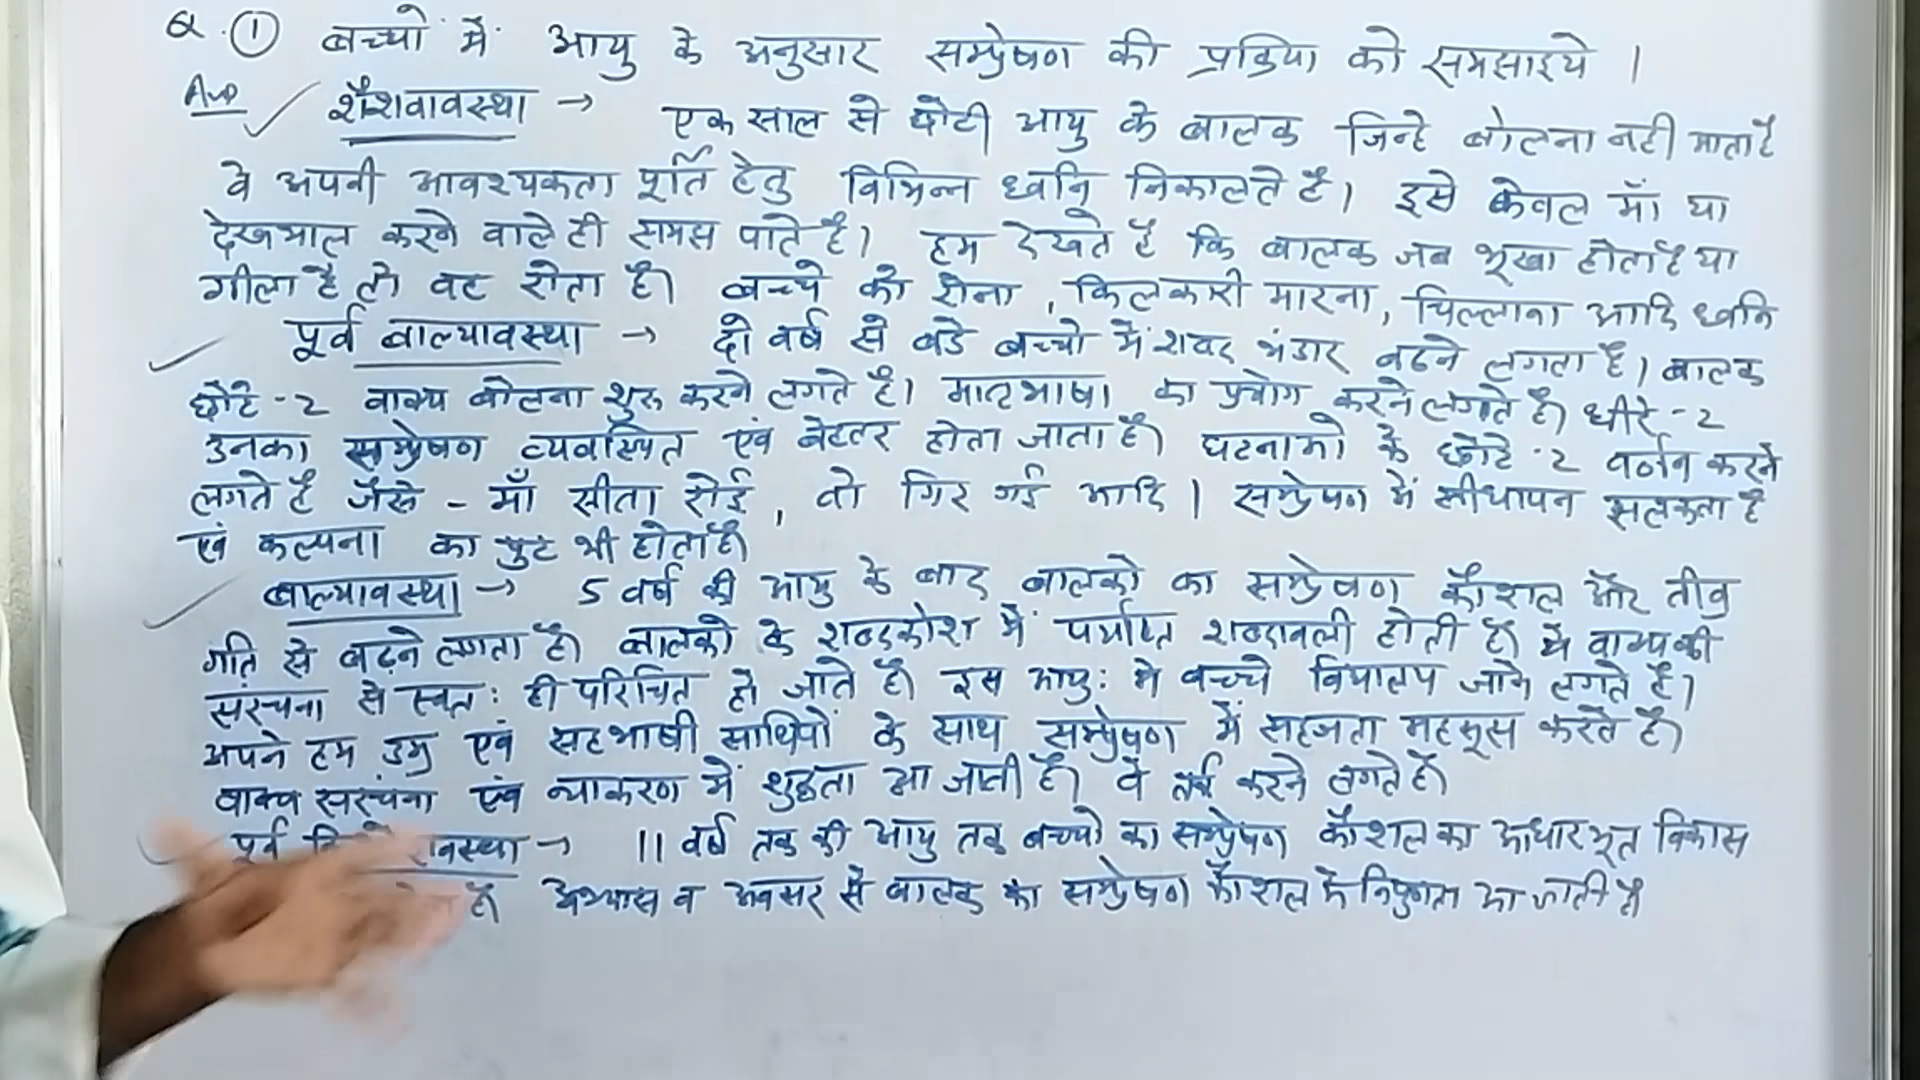 Q. ① बच्चो में आयु के अनुसार सम्प्रेषण की प्रक्रिया को समझाइये ।
Ans शैशवावस्था → एक साल से छोटी आयु के बालक जिन्हे बोलना नही आता है
वे अपनी आवश्यकता पूर्ति हेतु विभिन्न ध्वनि निकालते है। इसे केवल माँ या
देखभाल करने वाले ही समझ पाते है। हम देखते है कि बालक जब भूखा होता है या
गीला है तो वह रोता है। बच्चे को रोना , किलकारी मारना, चिल्लाना आदि ध्वनि
पूर्व बाल्यावस्था → दो वर्ष से बडे बच्चो में शब्द भंडार बढने लगता है। बालक
छोटे-2 वाक्य बोलना शुरू करने लगते है। मातृभाषा का प्रयोग करने लगते है। धीरे-2
उनका सम्प्रेषण व्यवस्थित एवं बेहतर होता जाता है। घटनाओ के छोटे-2 वर्णन करने
लगते है जैसे - माँ सीता रोई , वो गिर गई आदि । सम्प्रेषण में सीधापन झलकता है
एवं कल्पना का पुट भी होता है।
बाल्यावस्था → 5 वर्ष की आयु के बाद बालको का सम्प्रेषण कौशल और तीव्र
गति से बढ़ने लगता है। बालको के शब्दकोश में पर्याप्त शब्दावली होती है। वे वाक्य की
संरचना से स्वत: ही परिचित हो जाते है। इस आयु: मे बच्चे विद्यालय जाने लगते है।
अपने हम उम्र एवं सहभाषी साथियों के साथ सम्प्रेषण में सहजता महसूस करते है।
वाक्य सरंचना एवं व्याकरण में शुद्धता आ जाती है। वे तर्क करने लगते है।
पूर्व → 11 वर्ष तक की आयु तक बच्चो का सम्प्रेषण कौशल का आधारभूत विकास
है। अभ्यास व अवसर से बालक का सम्प्रेषण कौशल मे निपुणता आ जाती है।